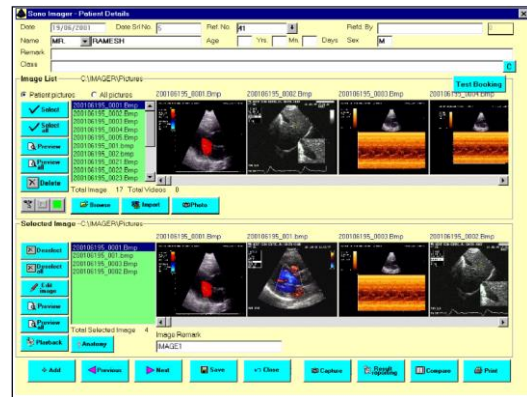 Sono Imager - Patient Details
Date 19/06/2001 Date Srl No. 5 Ref. No. 41 Refd. By
Name MR. RAMESH Age Yrs. Mn. Days Sex M
Remark
Class C
Image List - C:\IMAGER\Pictures Test Booking
Patient pictures All pictures 200106195_0001.Bmp 200106195_0002.Bmp 200106195_0003.Bmp 200106195_0004.Bmp
Select 200106195_0001.Bmp
200106195_0002.Bmp
Select all 200106195_0003.Bmp
200106195_0004.Bmp
200106195_0005.Bmp
Preview 200106195_001.bmp
200106195_002.bmp
Preview all 200106195_0021.Bmp
200106195_0022.Bmp
Delete 200106195_0023.Bmp
Total Image 17 Total Videos 0
Browse Import Photo
Selected Image - C:\IMAGER\Pictures
200106195_0001.Bmp 200106195_001.bmp 200106195_0003.Bmp 200106195_0002.Bmp
Deselect 200106195_0001.Bmp
200106195_001.bmp
Deselect all 200106195_0003.Bmp
200106195_0002.Bmp
Edit image
Preview
Preview all
Total Selected Image 4 Image Remark
Playback Anatomy IMAGE1
Add Previous Next Save Close Capture Result reporting Compare Print